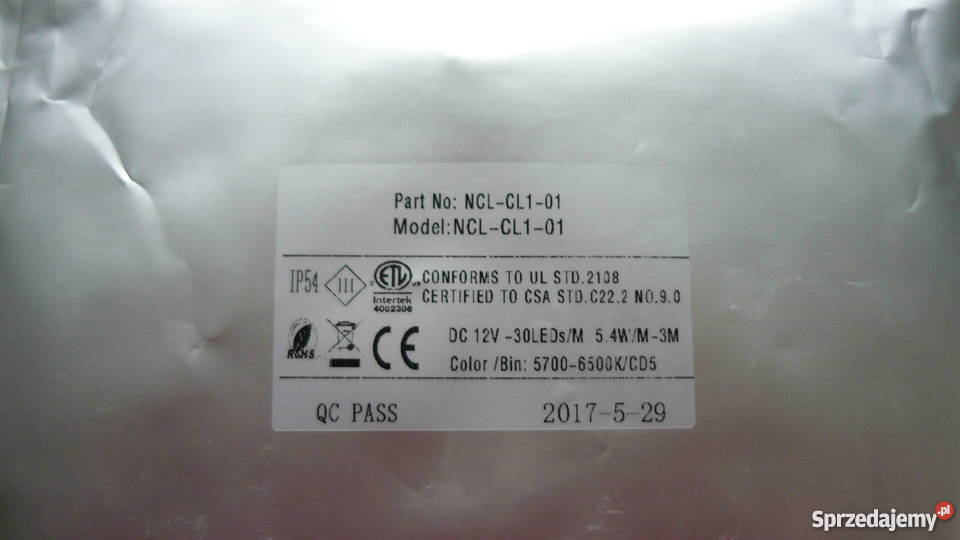 Part No: NCL-CL1-01
Model:NCL-CL1-01
IP54
III
ETL
CONFORMS TO UL STD.2108
CERTIFIED TO CSA STD.C22.2 NO.9.0
Intertek
4002306
RoHS
CE
DC 12V -30LEDs/M 5.4W/M-3M
Color /Bin: 5700-6500K/CD5
QC PASS 2017-5-29
Sprzedajemy.pl